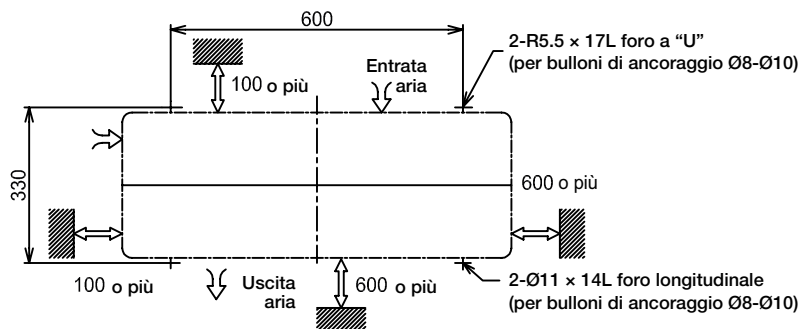 600
2-R5.5 × 17L foro a “U”
(per bulloni di ancoraggio Ø8-Ø10)
Entrata
aria
100 o più
330
600 o più
100 o più
Uscita
aria
600 o più
2-Ø11 × 14L foro longitudinale
(per bulloni di ancoraggio Ø8-Ø10)